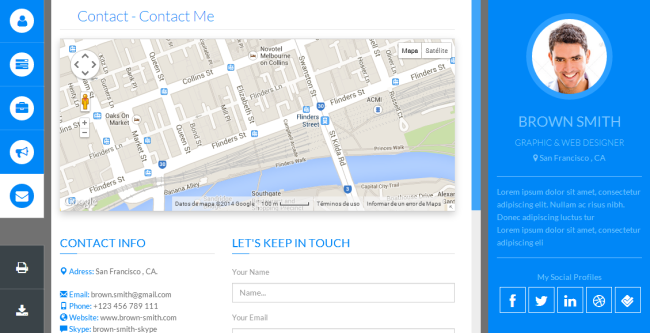 Contact - Contact Me
Novotel
Melbourne
on Collins
Mapa
Satélite
Collins St
Queen St
Swanston St
Flinders Ln
Flinders St
Oaks On
Market
Market St
ACMI
Flinders
Street
Flinders St
St Kilda Rd
Southgate
Capital City Trail
Google
Datos de mapa ©2014 Google
100 m
Términos de uso
Informar de un error de Maps
CONTACT INFO
Adress: San Francisco , CA.
Email: brown.smith@gmail.com
Phone: +123 456 789 111
Website: www.brown-smith.com
Skype: brown-smith-skype
LET'S KEEP IN TOUCH
Your Name
Name...
Your Email
BROWN SMITH
GRAPHIC & WEB DESIGNER
San Francisco , CA
Lorem ipsum dolor sit amet, consectetur
adipiscing elit. Nullam ac risus nibh.
Donec adipiscing luctus tur
Lorem ipsum dolor sit amet, consectetur
adipiscing eli
My Social Profiles